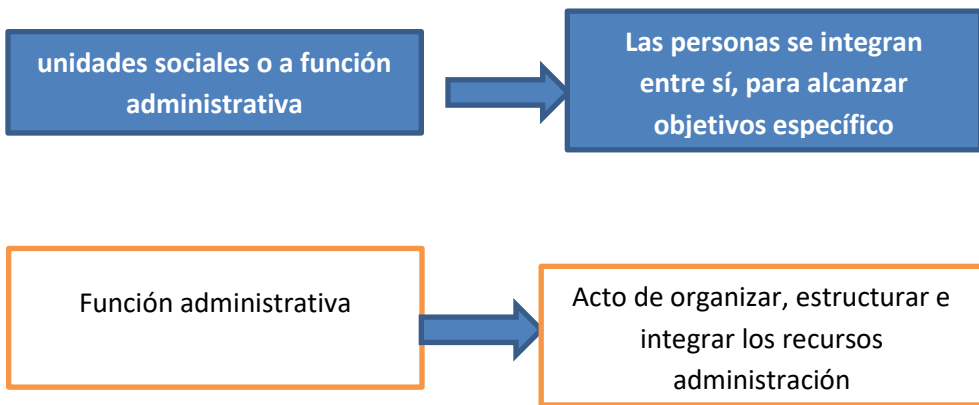 unidades sociales o a función
administrativa
Las personas se integran
entre sí, para alcanzar
objetivos específico
Función administrativa
Acto de organizar, estructurar e
integrar los recursos
administración